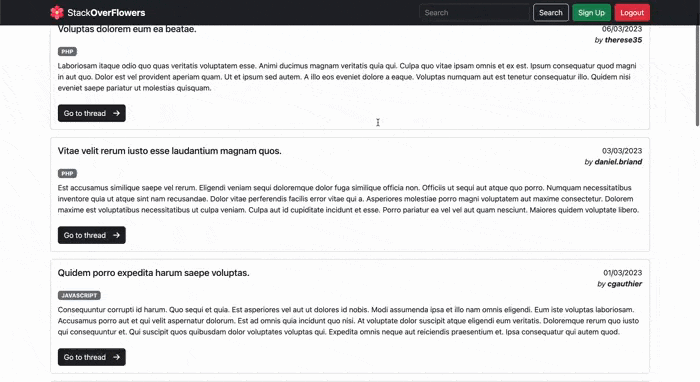 StackOverFlowers
Search
Search
Sign Up
Logout
Voluptas dolorem eum ea beatae.
06/03/2023
by therese35
PHP
Laboriosam itaque odio quo quas veritatis voluptatem esse. Animi ducimus magnam veritatis quia qui. Culpa quo vitae ipsam omnis et ex est. Ipsum consequatur quod magni
in aut quo. Dolor est vel provident aperiam quam. Ut et ipsum sed autem. A illo eos eveniet dolore a eaque. Voluptas numquam aut est tenetur consequatur illo. Quidem nisi
eveniet saepe pariatur ut molestias quisquam.
Go to thread
Vitae velit rerum iusto esse laudantium magnam quos.
03/03/2023
by daniel.briand
PHP
Est accusamus similique saepe vel rerum. Eligendi veniam sequi doloremque dolor fuga similique officia non. Officiis ut sequi aut atque quo porro. Numquam necessitatibus
inventore quia ut atque sint nam recusandae. Dolor vitae perferendis facilis error vitae qui a. Asperiores molestiae porro magni voluptatem aut maxime consectetur. Dolorem
maxime est voluptatibus necessitatibus ut culpa veniam. Culpa aut id cupiditate incidunt et esse. Porro pariatur ea vel vel aut quam nesciunt. Maiores quidem voluptate libero.
Go to thread
Quidem porro expedita harum saepe voluptas.
01/03/2023
by cgauthier
JAVASCRIPT
Consequuntur corrupti id harum. Quo sequi et quia. Est asperiores vel aut ut dolores id nobis. Modi assumenda ipsa et illo nam omnis eligendi. Eum iste voluptas laboriosam.
Accusamus porro aut et qui velit aspernatur dolorum. Est ad omnis quia incidunt quo nisi. At voluptate dolor suscipit atque eligendi eum veritatis. Doloremque rerum quo iusto
qui consequuntur et. Qui suscipit quos quibusdam dolor voluptates voluptas qui. Expedita omnis neque aut reiciendis praesentium et. Ipsa consequatur qui autem quod.
Go to thread